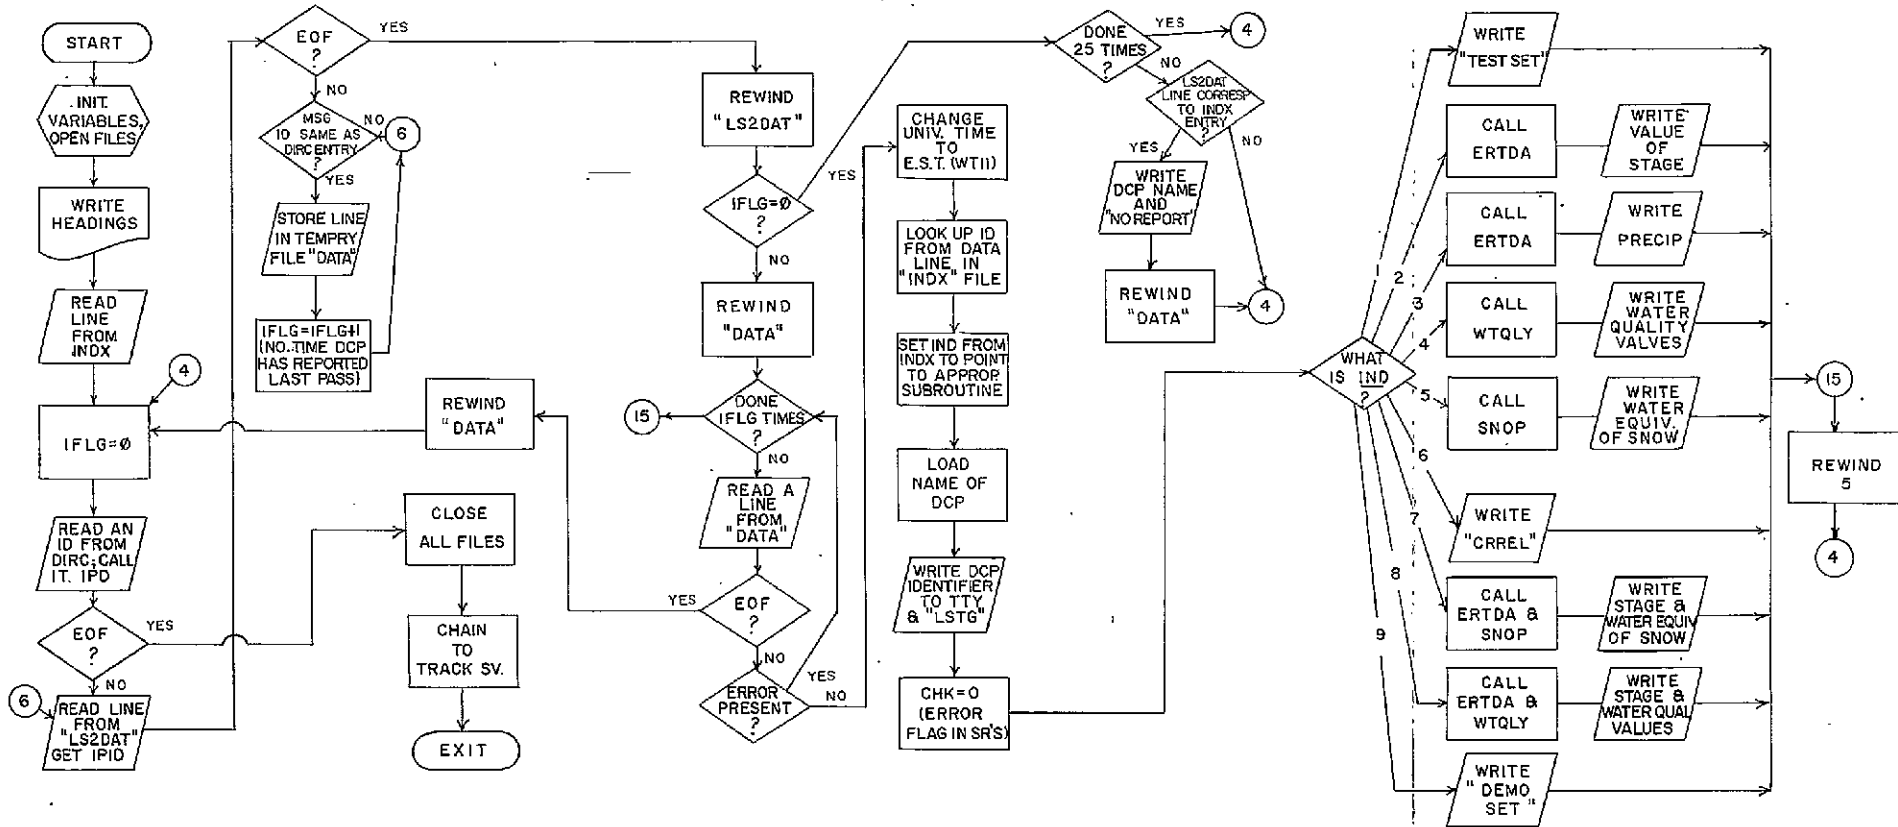 START
INIT.
VARIABLES,
OPEN FILES
WRITE
HEADINGS
READ
LINE
FROM
INDX
4
IFLG=Ø
READ AN
ID FROM
DIRC; CALL
IT. IPD
EOF
?
YES
NO
6
READ LINE
FROM
"LS2DAT"
GET IPID
EOF
?
YES
NO
MSG
ID SAME AS
DIRC ENTRY
?
NO
6
YES
STORE LINE
IN TEMPRY
FILE "DATA"
IFLG=IFLG+1
(NO. TIME DCP
HAS REPORTED
LAST PASS)
REWIND
"DATA"
CLOSE
ALL FILES
CHAIN
TO
TRACK SV.
EXIT
REWIND
"LS2DAT"
IFLG=Ø
?
YES
NO
REWIND
"DATA"
15
DONE
IFLG TIMES
?
NO
READ A
LINE
FROM
"DATA"
EOF
?
YES
NO
ERROR
PRESENT
?
YES
NO
CHANGE
UNIV. TIME
TO
E.S.T. (WT11)
LOOK UP ID
FROM DATA
LINE IN
"INDX" FILE
SET IND FROM
INDX TO POINT
TO APPROP.
SUBROUTINE
LOAD
NAME OF
DCP
WRITE DCP
IDENTIFIER
TO TTY
& "LSTG"
CHK=0
(ERROR
FLAG IN SR'S)
DONE
25 TIMES
?
YES
4
NO
LS2DAT
LINE CORRESP
TO INDX
ENTRY
?
YES
NO
WRITE
DCP NAME
AND
"NO REPORT"
REWIND
"DATA"
4
WHAT
IS IND
?
1
2
3
4
5
6
7
8
9
WRITE
"TEST SET"
CALL
ERTDA
WRITE
VALUE
OF
STAGE
CALL
ERTDA
WRITE
PRECIP
CALL
WTQLY
WRITE
WATER
QUALITY
VALVES
CALL
SNOP
WRITE
WATER
EQUIV.
OF SNOW
WRITE
"CRREL"
CALL
ERTDA &
SNOP
WRITE
STAGE &
WATER EQUIV
OF SNOW
CALL
ERTDA &
WTQLY
WRITE
STAGE &
WATER QUAL
VALUES
WRITE
"DEMO
SET"
15
REWIND
5
4